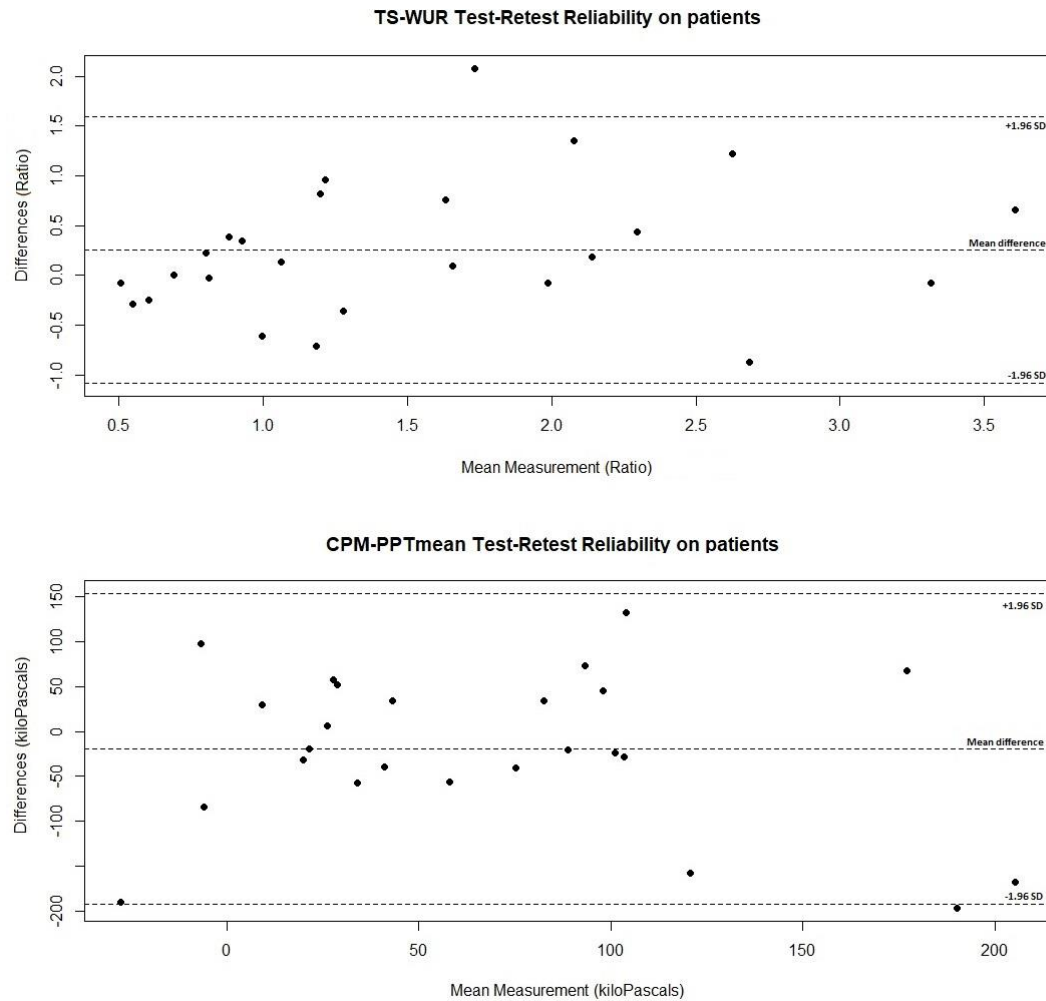 TS-WUR Test-Retest Reliability on patients
2.0
1.5
1.0
0.5
0.0
-0.5
-1.0
Differences (Ratio)
+1.96 SD
Mean difference
-1.96 SD
0.5 1.0 1.5 2.0 2.5 3.0 3.5
Mean Measurement (Ratio)
CPM-PPTmean Test-Retest Reliability on patients
150
100
50
0
-50
-100
-200
Differences (kiloPascals)
+1.96 SD
Mean difference
-1.96 SD
0 50 100 150 200
Mean Measurement (kiloPascals)